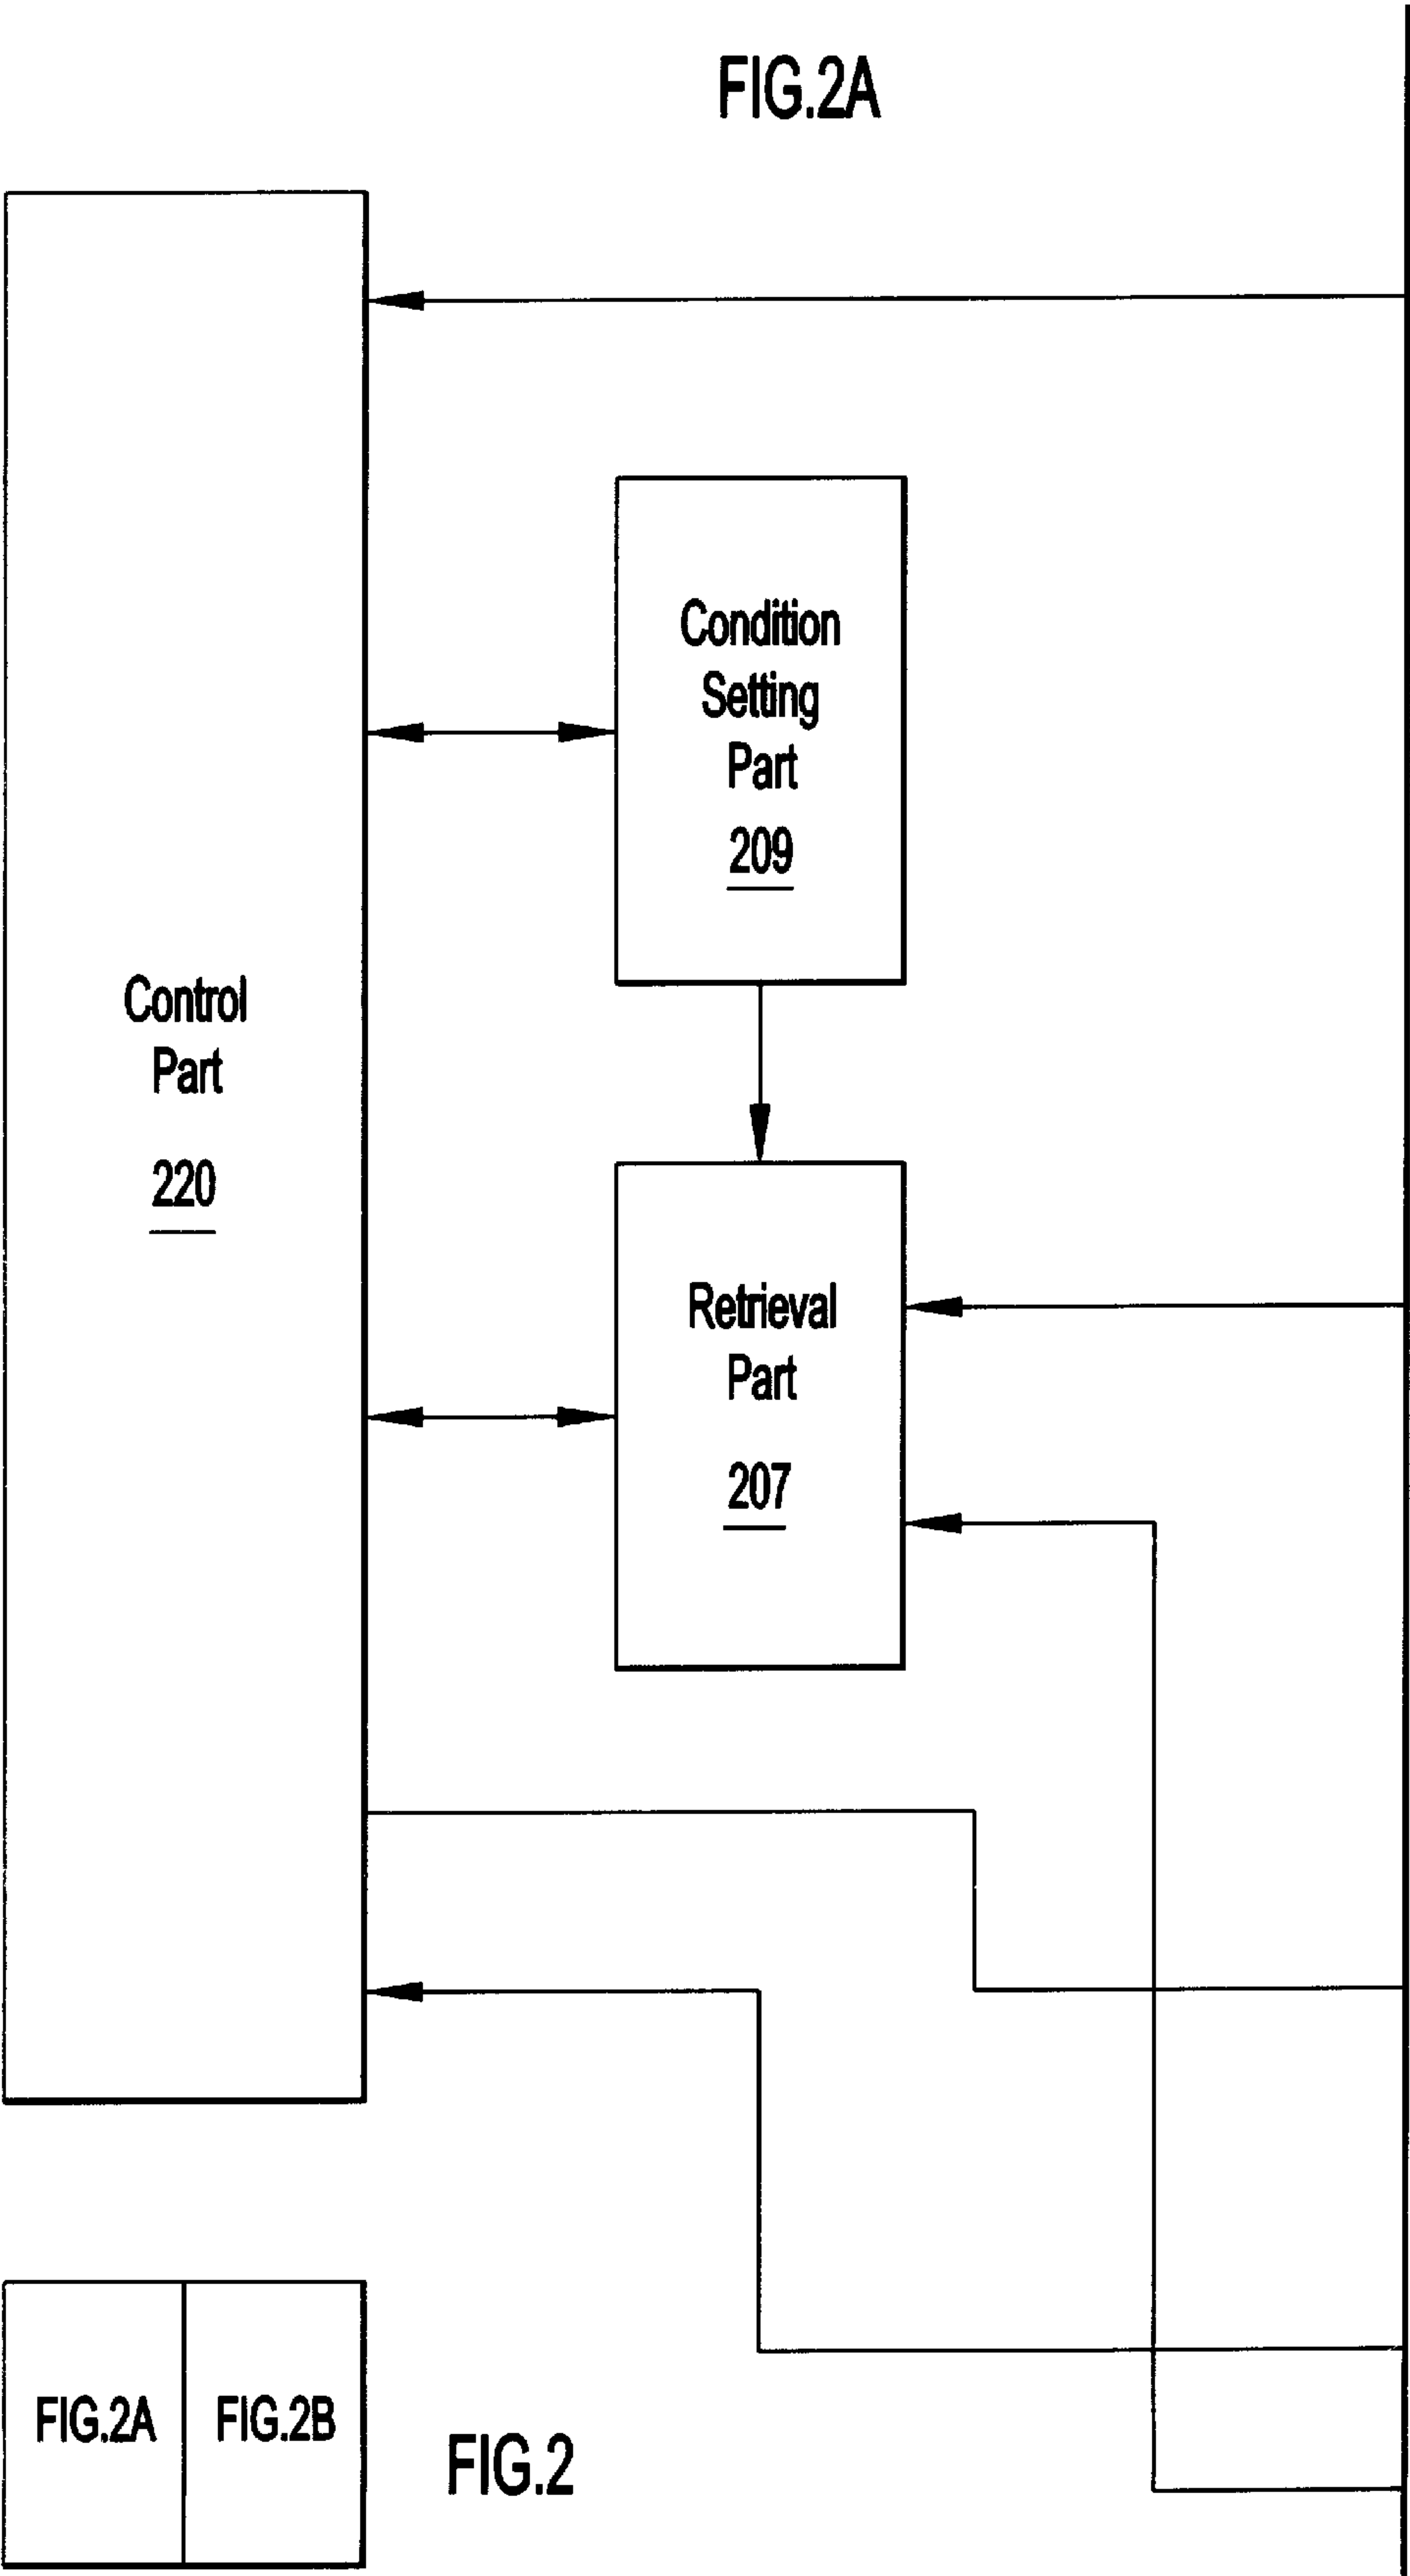 FIG.2A
Condition
Setting
Part
209
Control
Part
220
Retrieval
Part
207
FIG.2A
FIG.2B
FIG.2